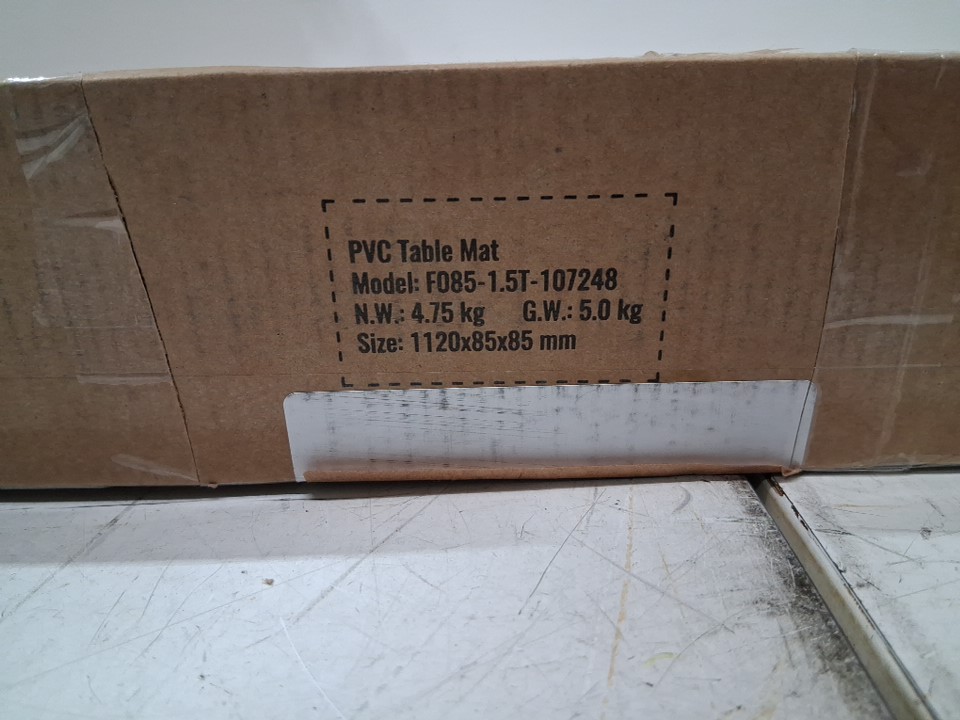 PVC Table Mat
Model: F085-1.5T-107248
N.W.: 4.75 kg G.W.: 5.0 kg
Size: 1120x85x85 mm